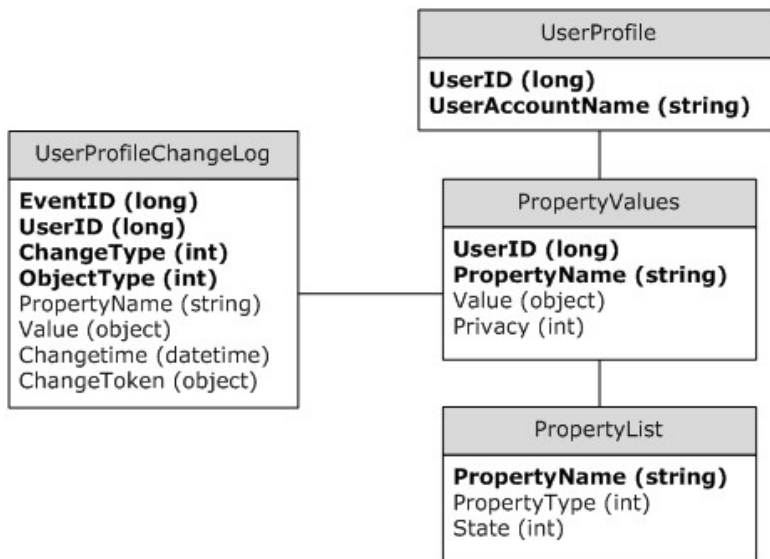 UserProfile
UserID (long)
UserAccountName (string)
UserProfileChangeLog
EventID (long)
UserID (long)
ChangeType (int)
ObjectType (int)
PropertyName (string)
Value (object)
Changetime (datetime)
ChangeToken (object)
PropertyValues
UserID (long)
PropertyName (string)
Value (object)
Privacy (int)
PropertyList
PropertyName (string)
PropertyType (int)
State (int)